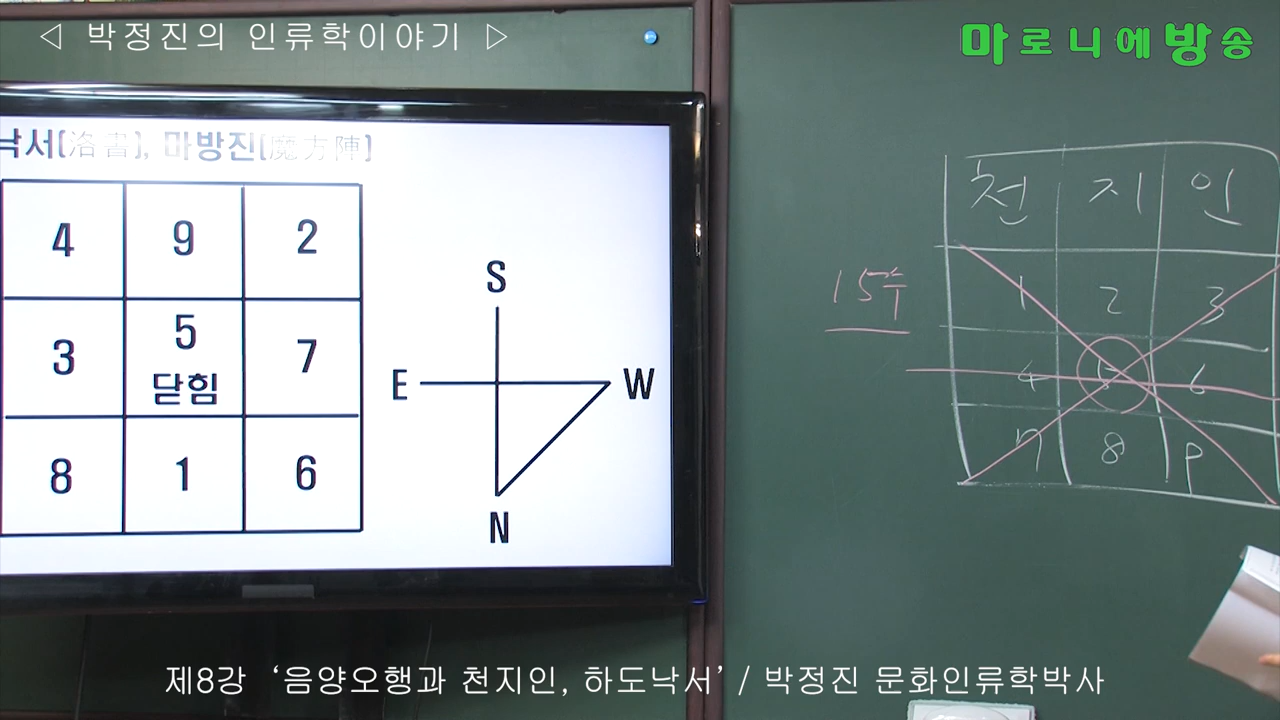 ◁ 박정진의 인류학이야기 ▷
마로니에방송
낙서(洛書), 마방진(魔方陣)
4 9 2
3 5 7
닫힘
8 1 6
S
E W
N
천 지 인
1 2 3
4 5 6
7 8 9
15수
제8강 ‘음양오행과 천지인, 하도낙서’ / 박정진 문화인류학박사